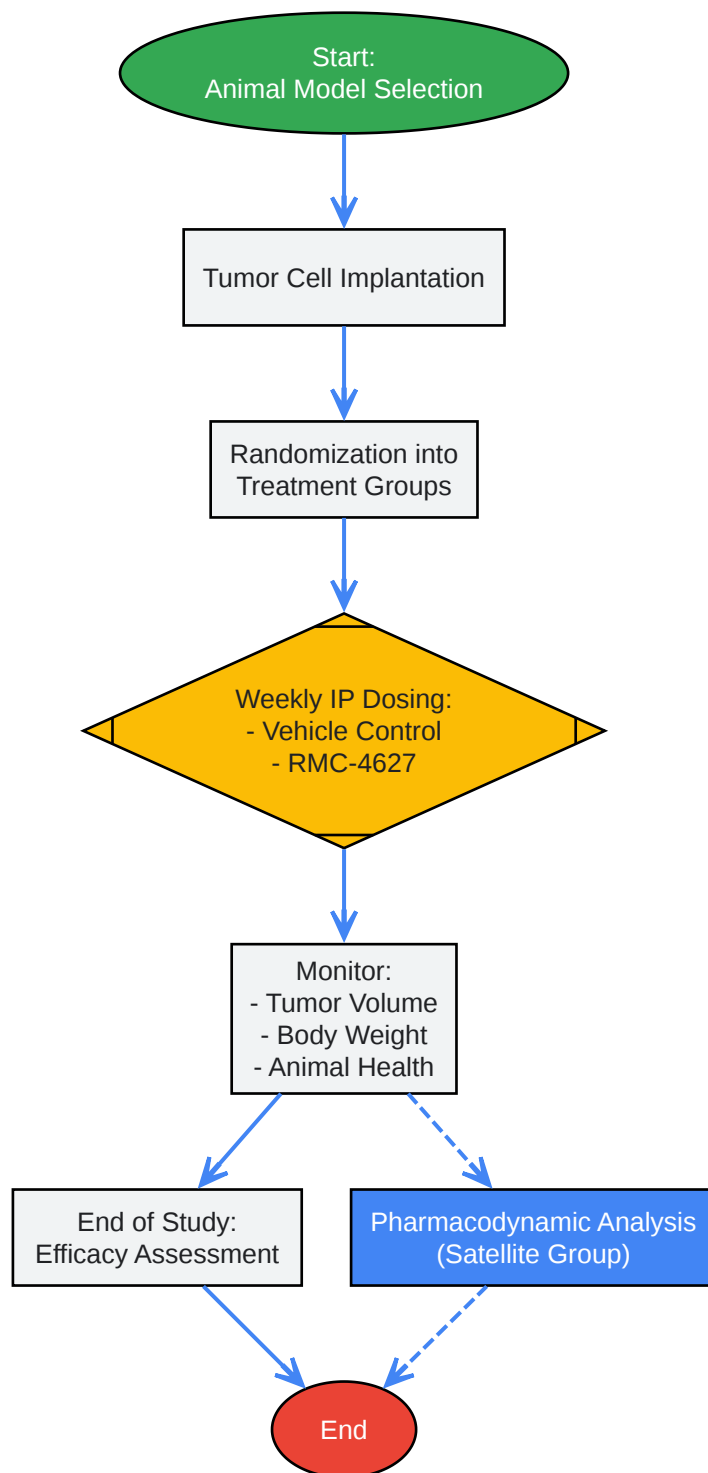 Start:
Animal Model Selection
Tumor Cell Implantation
Randomization into
Treatment Groups
Weekly IP Dosing:
- Vehicle Control
- RMC-4627
Monitor:
- Tumor Volume
- Body Weight
- Animal Health
End of Study:
Efficacy Assessment
Pharmacodynamic Analysis
(Satellite Group)
End